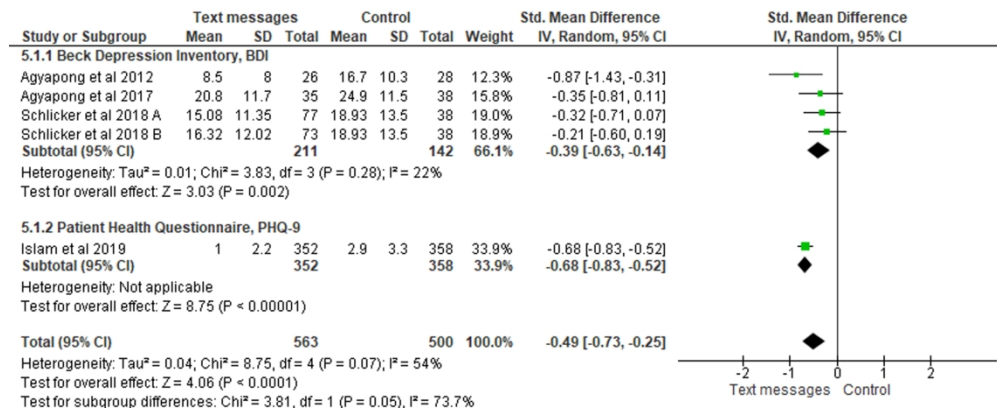 Text messages Control Std. Mean Difference Std. Mean Difference
Study or Subgroup Mean SD Total Mean SD Total Weight IV, Random, 95% CI IV, Random, 95% CI
5.1.1 Beck Depression Inventory, BDI
Agyapong et al 2012 8.5 8 26 16.7 10.3 28 12.3% -0.87 [-1.43, -0.31]
Agyapong et al 2017 20.8 11.7 35 24.9 11.5 38 15.8% -0.35 [-0.81, 0.11]
Schlicker et al 2018 A 15.08 11.35 77 18.93 13.5 38 19.0% -0.32 [-0.71, 0.07]
Schlicker et al 2018 B 16.32 12.02 73 18.93 13.5 38 18.9% -0.21 [-0.60, 0.19]
Subtotal (95% CI) 211 142 66.1% -0.39 [-0.63, -0.14]
Heterogeneity: Tau² = 0.01; Chi² = 3.83, df = 3 (P = 0.28); I² = 22%
Test for overall effect: Z = 3.03 (P = 0.002)
5.1.2 Patient Health Questionnaire, PHQ-9
Islam et al 2019 1 2.2 352 2.9 3.3 358 33.9% -0.68 [-0.83, -0.52]
Subtotal (95% CI) 352 358 33.9% -0.68 [-0.83, -0.52]
Heterogeneity: Not applicable
Test for overall effect: Z = 8.75 (P < 0.00001)
Total (95% CI) 563 500 100.0% -0.49 [-0.73, -0.25]
Heterogeneity: Tau² = 0.04; Chi² = 8.75, df = 4 (P = 0.07); I² = 54%
Test for overall effect: Z = 4.06 (P < 0.0001)
Test for subgroup differences: Chi² = 3.81, df = 1 (P = 0.05), I² = 73.7%
-2 -1 0 1 2
Text messages Control